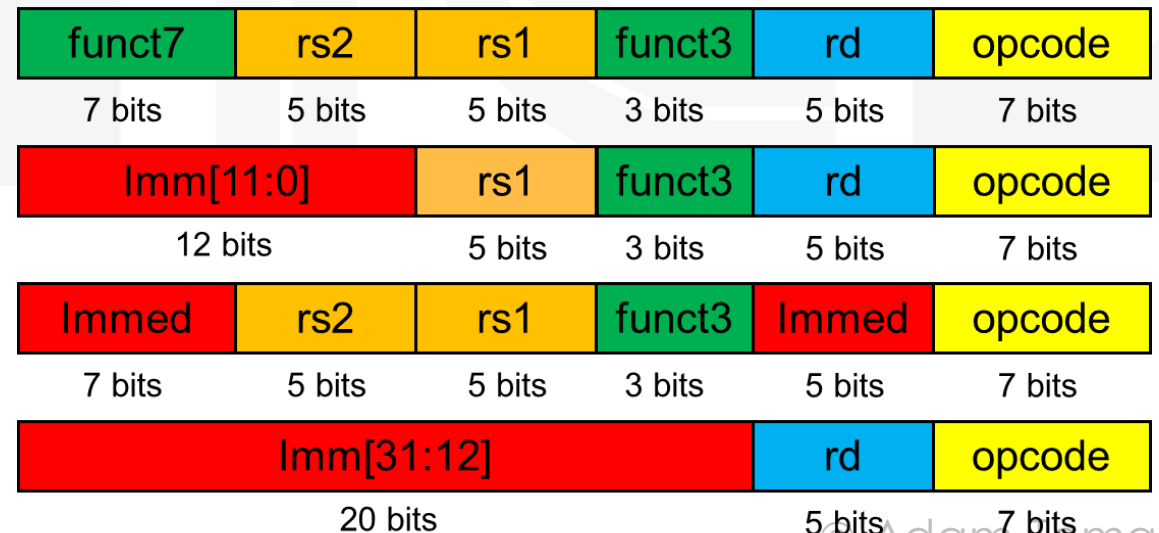 funct7 rs2 rs1 funct3 rd opcode
7 bits 5 bits 5 bits 3 bits 5 bits 7 bits
Imm[11:0] rs1 funct3 rd opcode
12 bits 5 bits 3 bits 5 bits 7 bits
Immed rs2 rs1 funct3 Immed opcode
7 bits 5 bits 5 bits 3 bits 5 bits 7 bits
Imm[31:12] rd opcode
20 bits 5 bits 7 bits